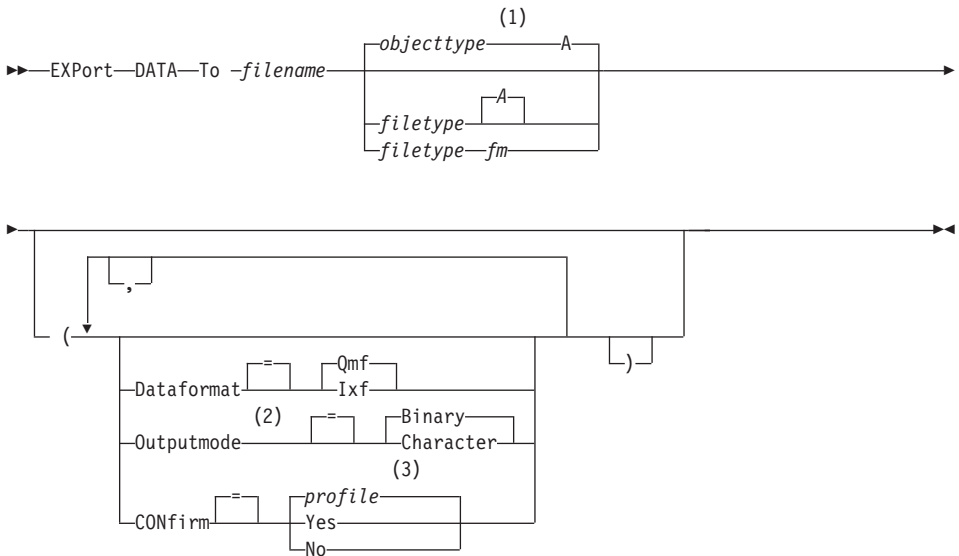 (1)
objecttype A
EXPort DATA To filename
A
filetype
filetype fm
,
( )
= Qmf
Dataformat Ixf
(2) = Binary
Outputmode Character
(3)
= profile
CONfirm Yes
No